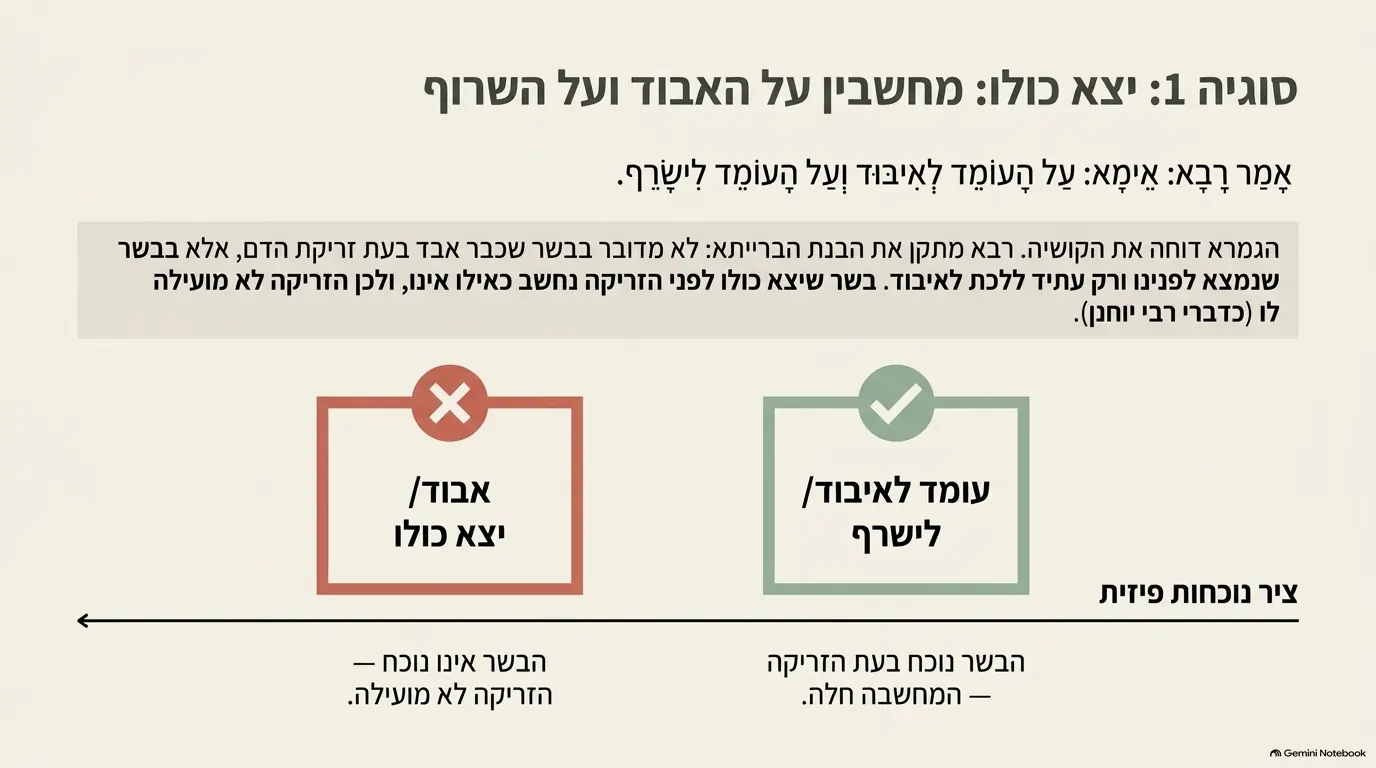 סוגיה 1: יצא כולו: מחשבין על האבוד ועל השרוף
אָמַר רָבָא: אֵימָא: עַל הָעוֹמֵד לְאִיבּוּד וְעַל הָעוֹמֵד לִישָּׂרֵף.
הגמרא דוחה את הקושיה. רבא מתקן את הבנת הברייתא: לא מדובר בבשר שכבר אבד בעת זריקת הדם, אלא בבשר
שנמצא לפנינו ורק עתיד ללכת לאיבוד. בשר שיצא כולו לפני הזריקה נחשב כאילו אינו, ולכן הזריקה לא מועילה
לו (כדברי רבי יוחנן).
עומד לאיבוד/
לישרף
אבוד/
יצא כולו
ציר נוכחות פיזית
הבשר נוכח בעת הזריקה
— המחשבה חלה.
הבשר אינו נוכח —
הזריקה לא מועילה.
Gemini Notebook